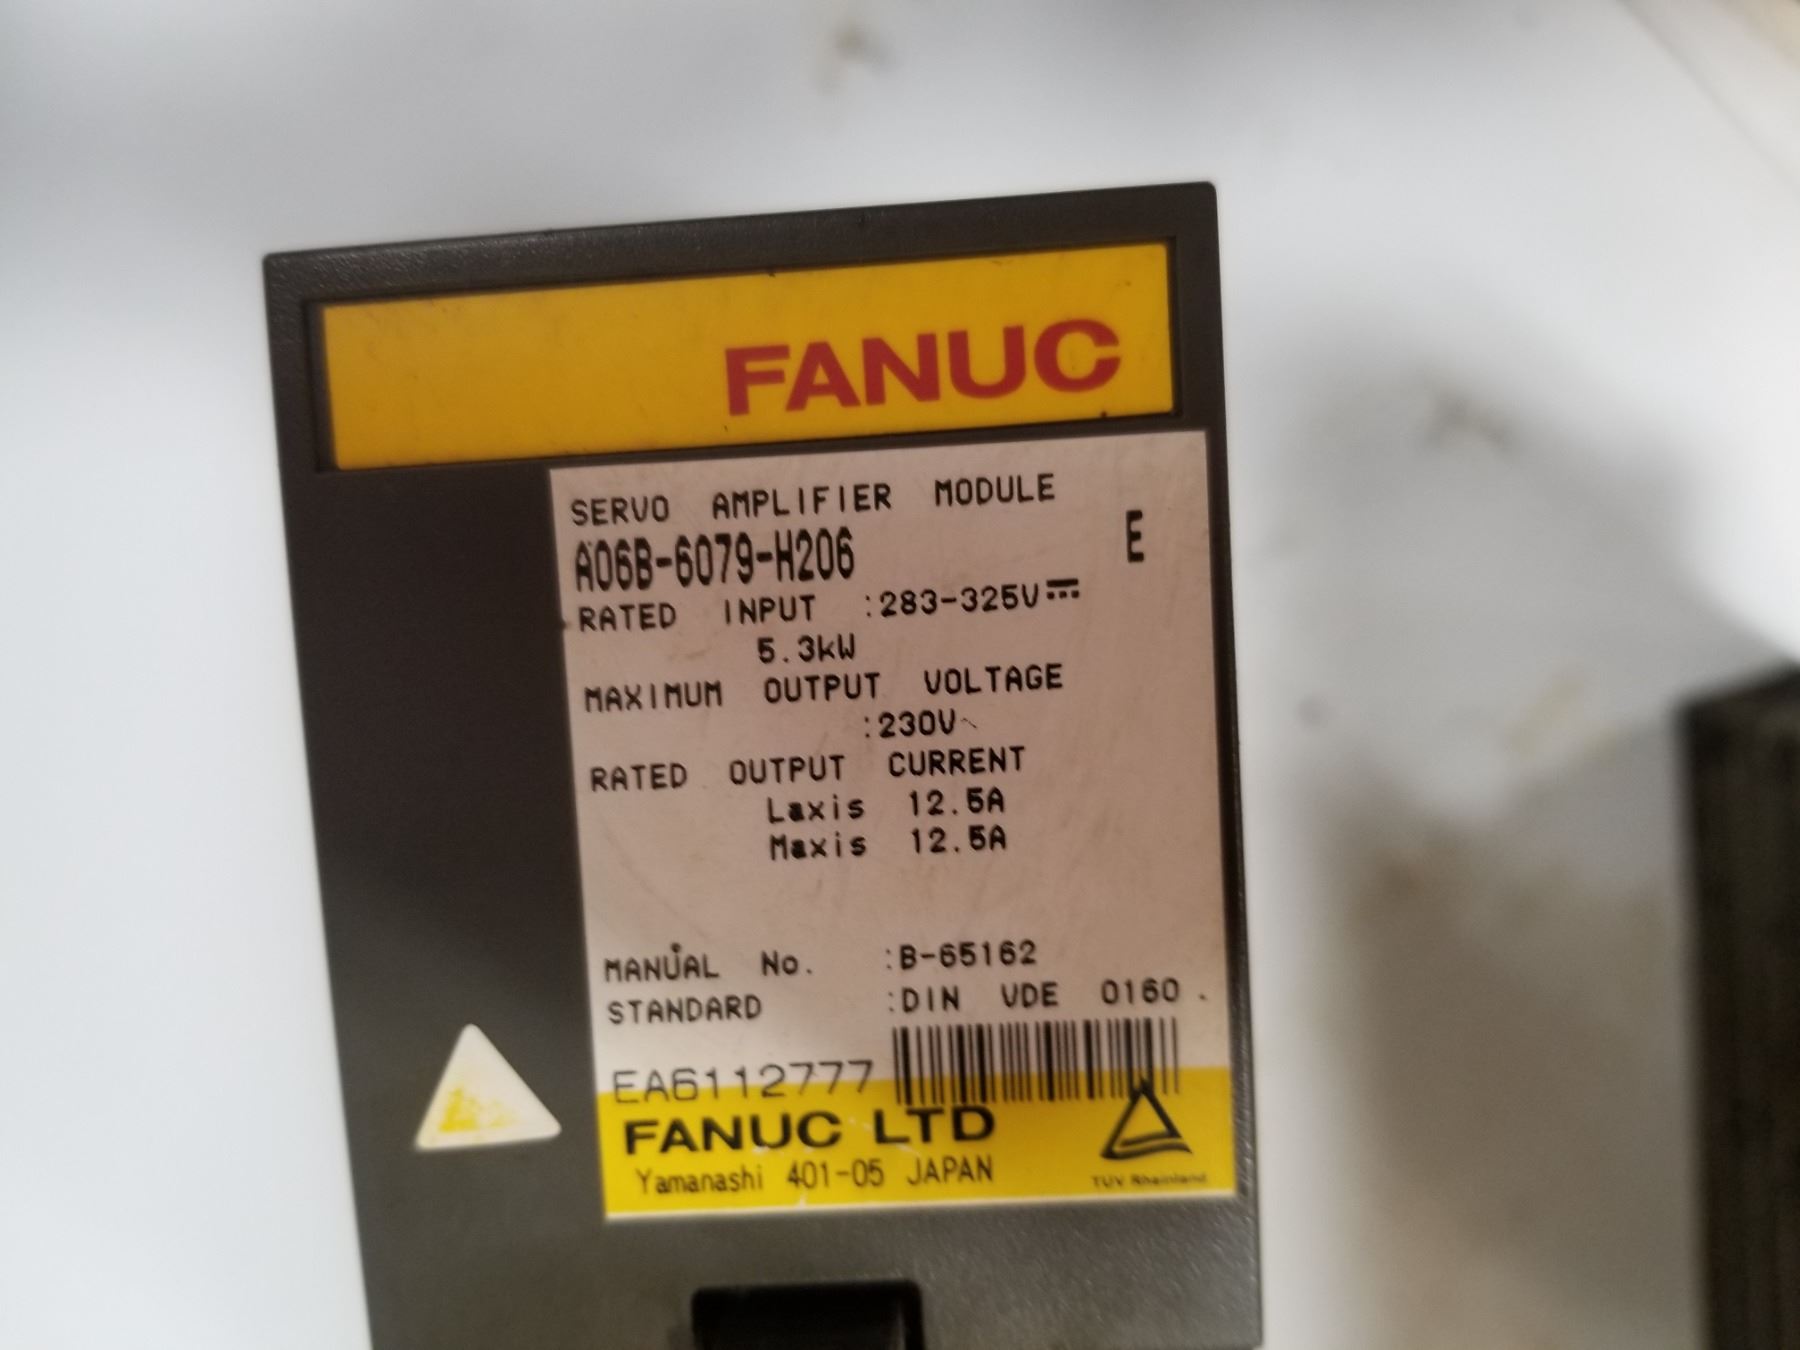 FANUC
SERVO AMPLIFIER MODULE
A06B-6079-H206 E
RATED INPUT :283-325V⎓
5.3kW
MAXIMUM OUTPUT VOLTAGE
:230V~
RATED OUTPUT CURRENT
Laxis 12.5A
Maxis 12.5A
MANUAL No. :B-65162
STANDARD :DIN VDE 0160 .
EA6112777
FANUC LTD
Yamanashi 401-05 JAPAN
TUV Rheinland